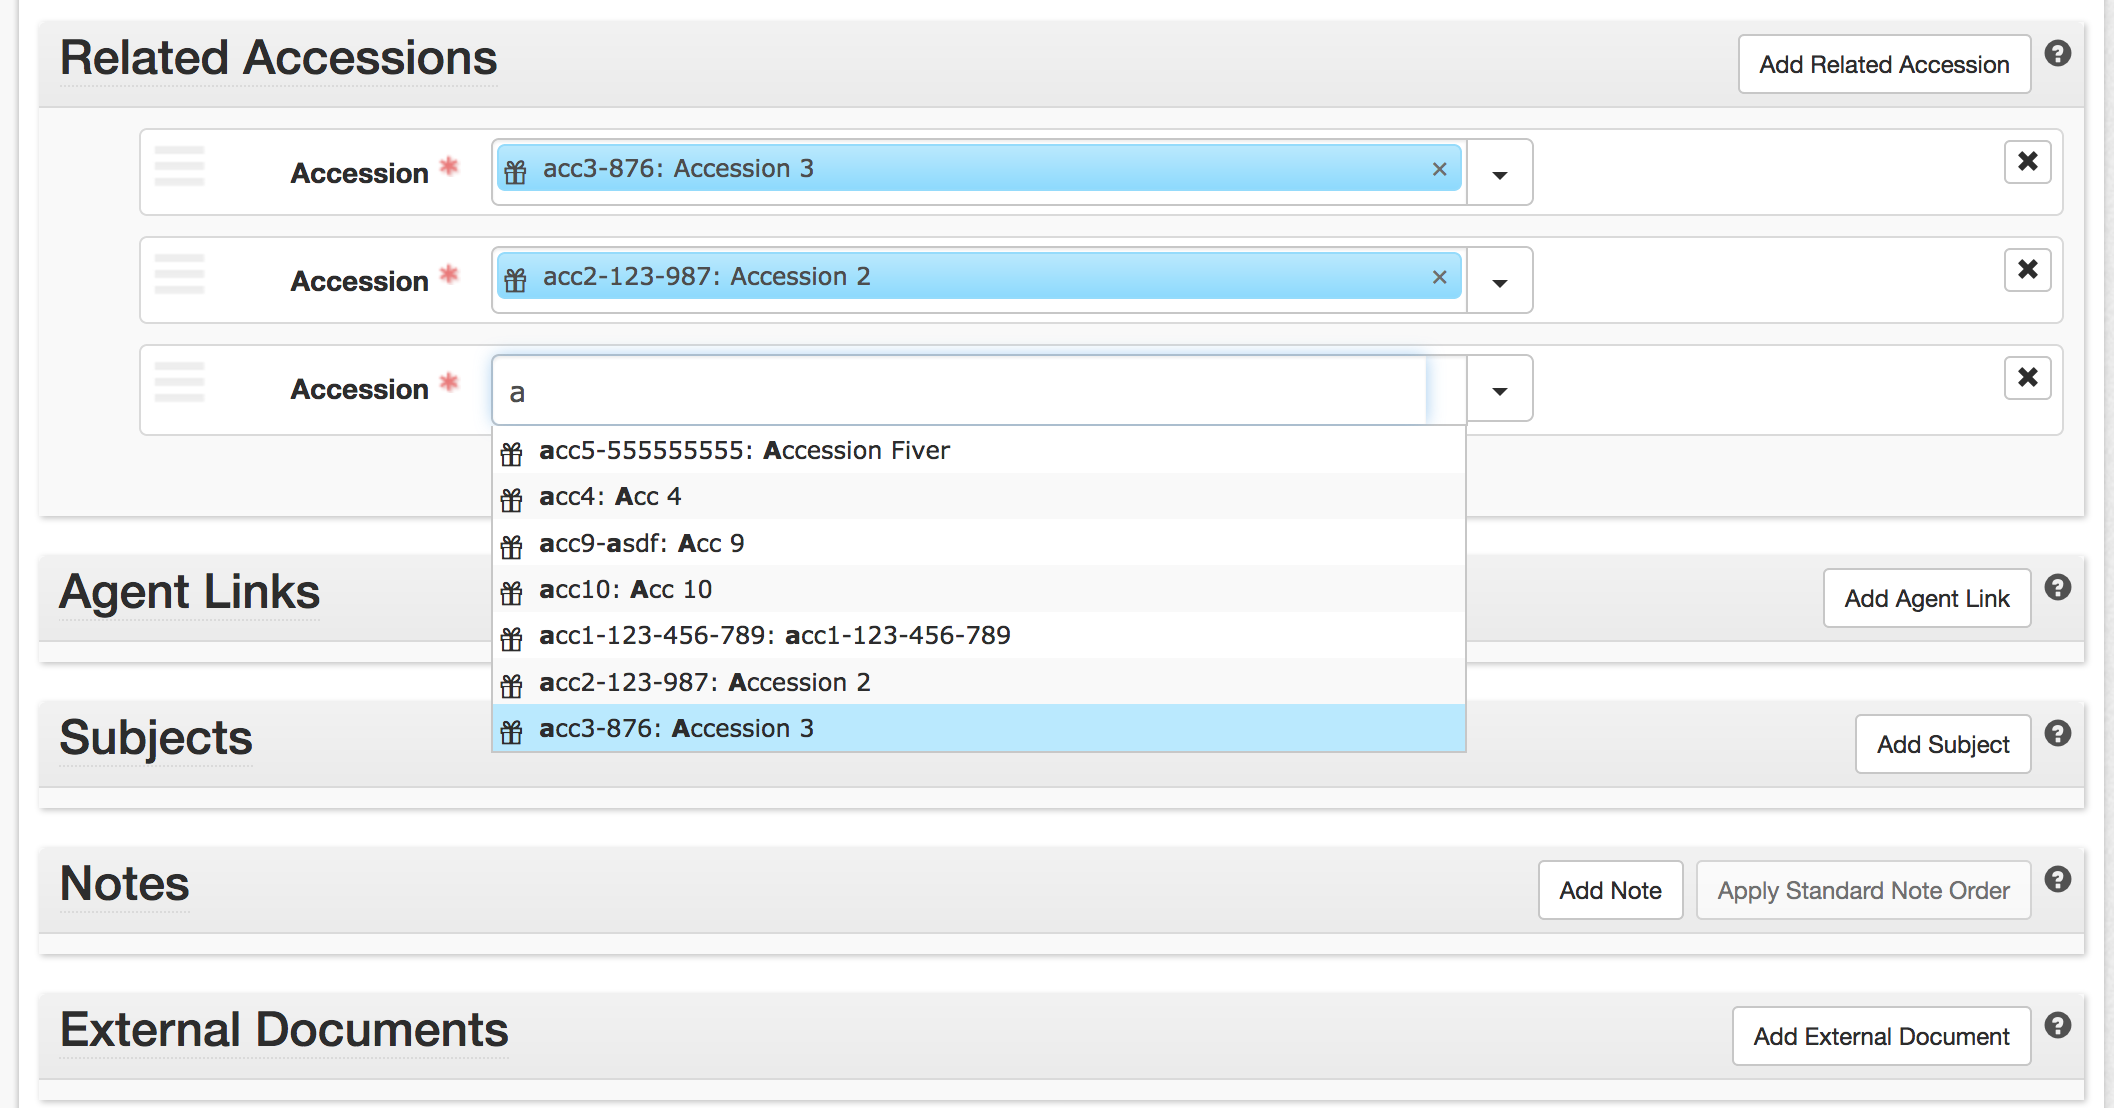 Related Accessions
Add Related Accession
Accession *
acc3-876: Accession 3
Accession *
acc2-123-987: Accession 2
Accession *
a
acc5-555555555: Accession Fiver
acc4: Acc 4
acc9-asdf: Acc 9
acc10: Acc 10
acc1-123-456-789: acc1-123-456-789
acc2-123-987: Accession 2
acc3-876: Accession 3
Agent Links
Add Agent Link
Subjects
Add Subject
Notes
Add Note
Apply Standard Note Order
External Documents
Add External Document